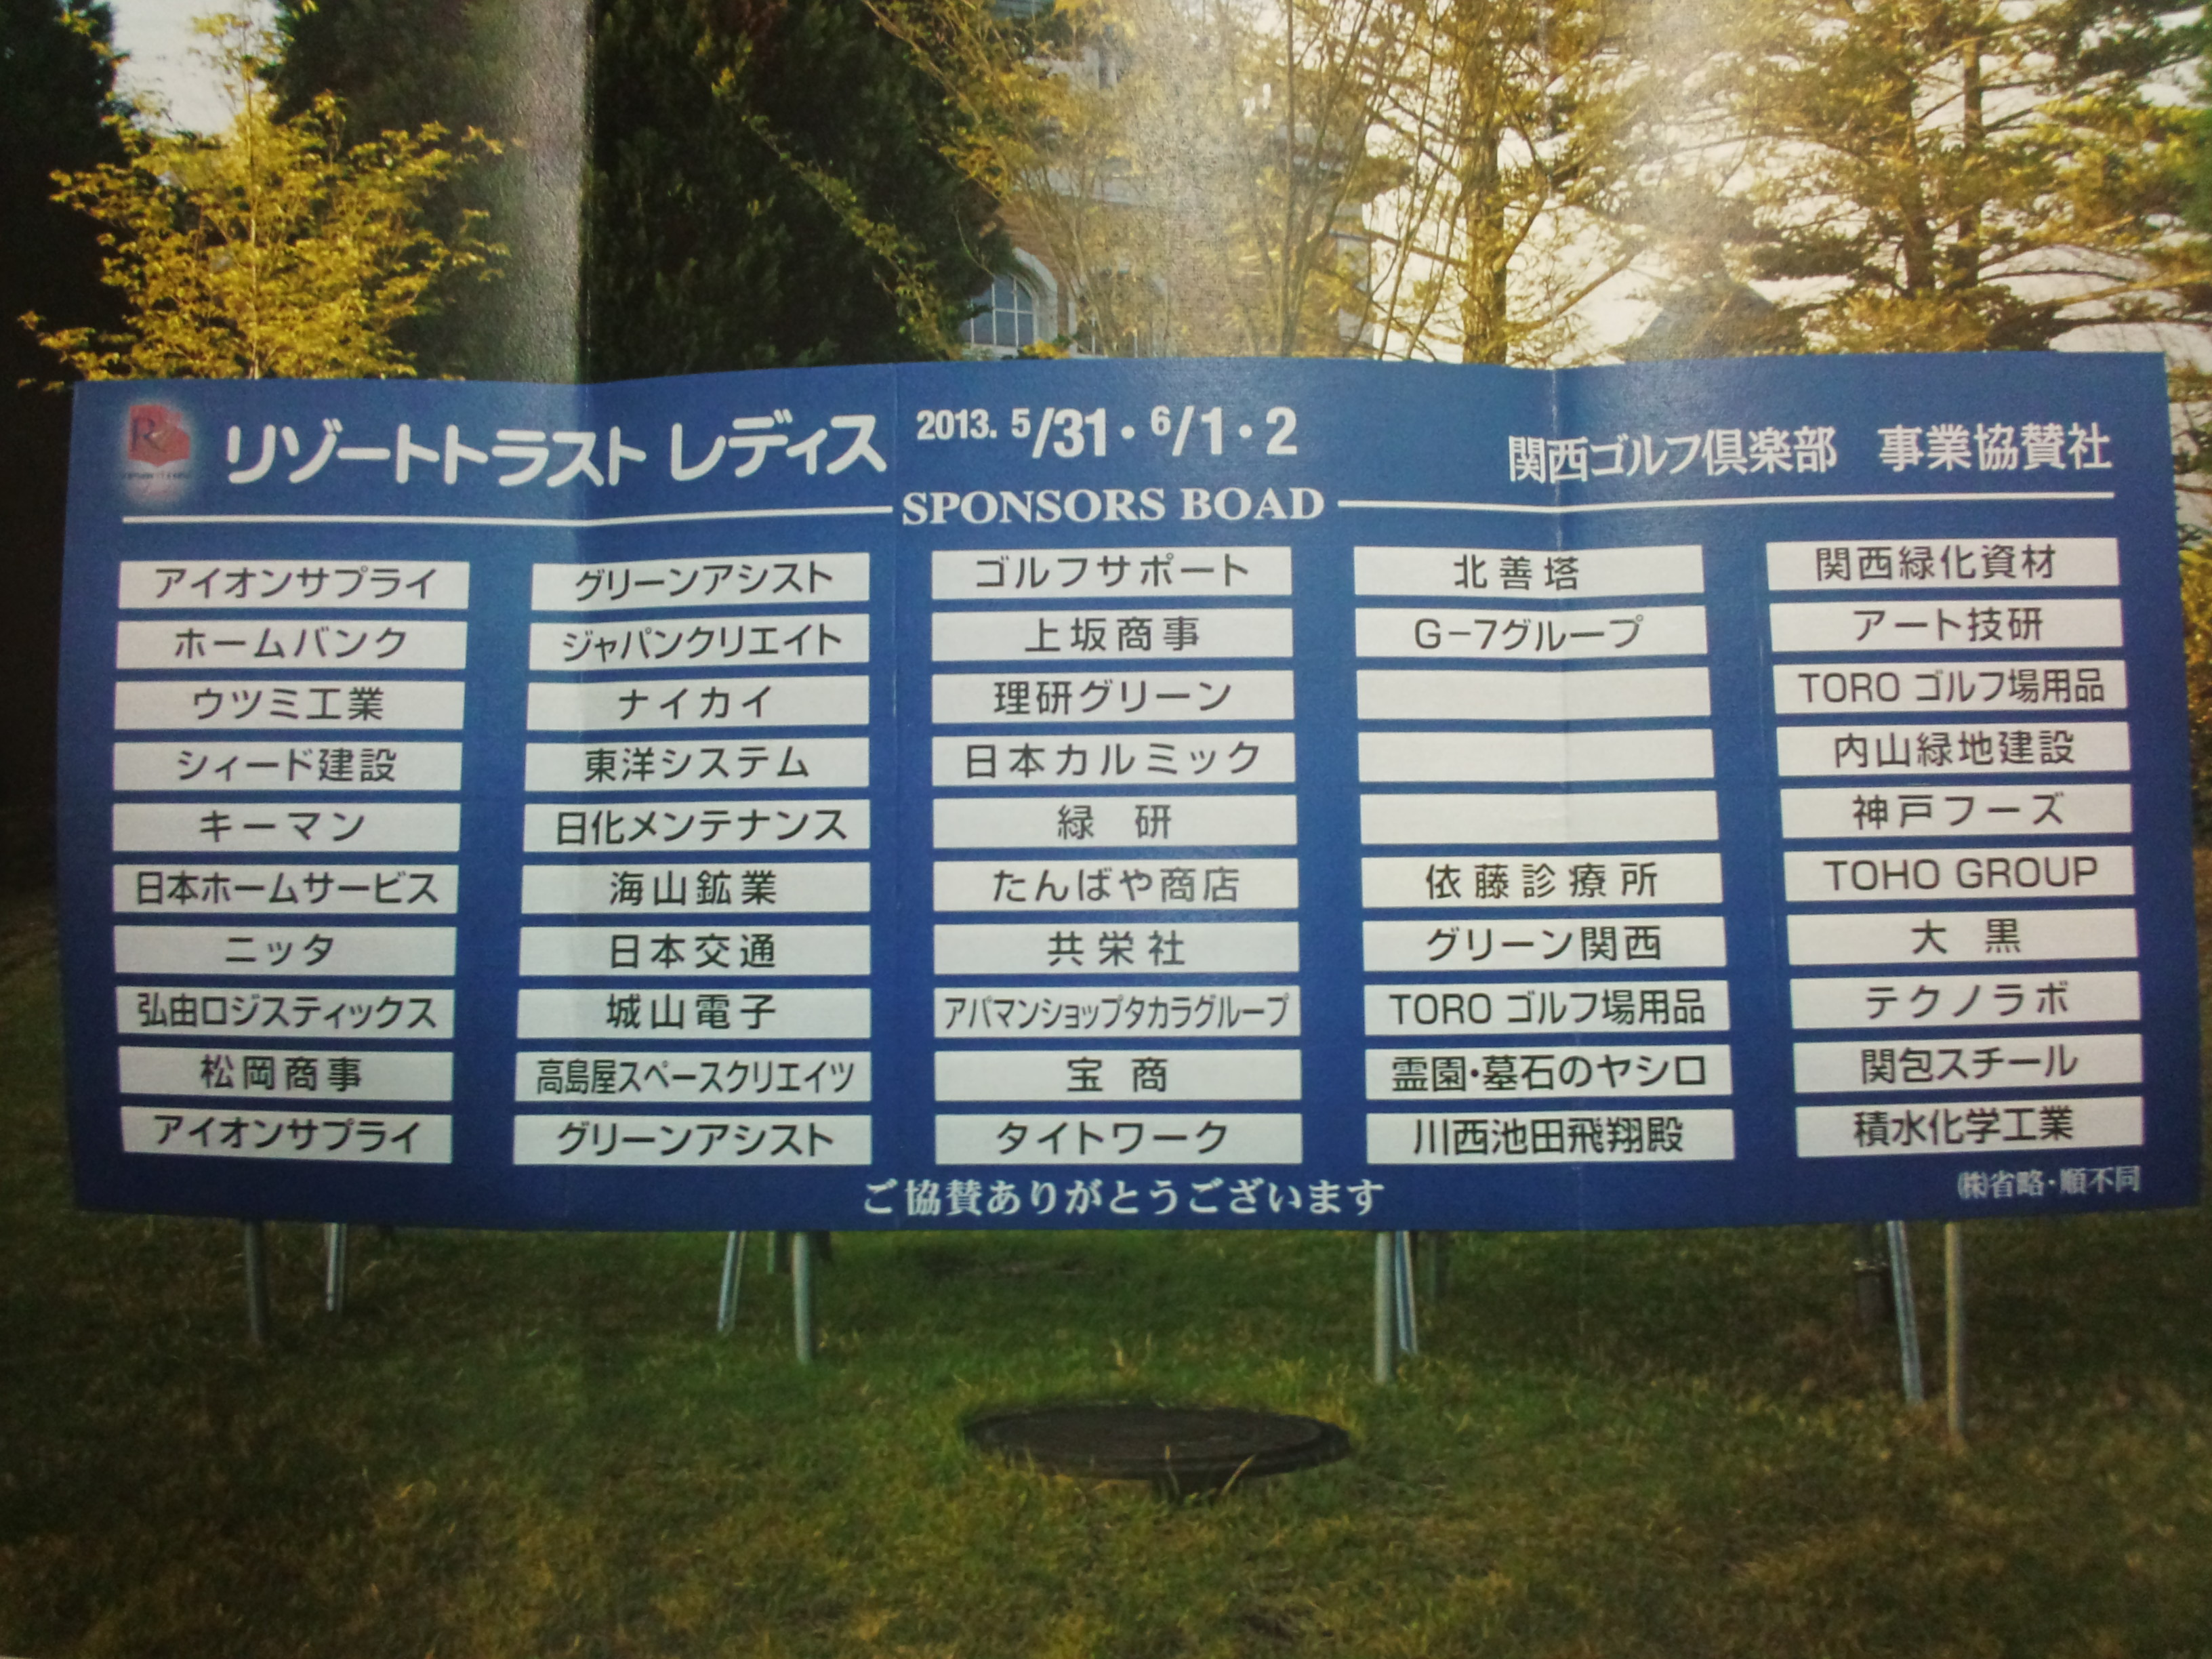 リゾートトラスト レディス 2013. 5/31・6/1・2
関西ゴルフ倶楽部 事業協賛社
SPONSORS BOAD
アイオンサプライ
ホームバンク
ウツミ工業
シィード建設
キーマン
日本ホームサービス
ニッタ
弘由ロジスティックス
松岡商事
アイオンサプライ
グリーンアシスト
ジャパンクリエイト
ナイカイ
東洋システム
日化メンテナンス
海山鉱業
日本交通
城山電子
高島屋スペースクリエイツ
グリーンアシスト
ゴルフサポート
上坂商事
理研グリーン
日本カルミック
緑 研
たんばや商店
共栄社
アパマンショップタカラグループ
宝 商
タイトワーク
北善塔
G-7グループ
依藤診療所
グリーン関西
TORO ゴルフ場用品
霊園・墓石のヤシロ
川西池田飛翔殿
関西緑化資材
アート技研
TORO ゴルフ場用品
内山緑地建設
神戸フーズ
TOHO GROUP
大 黒
テクノラボ
関包スチール
積水化学工業
ご協賛ありがとうございます
㈱省略・順不同